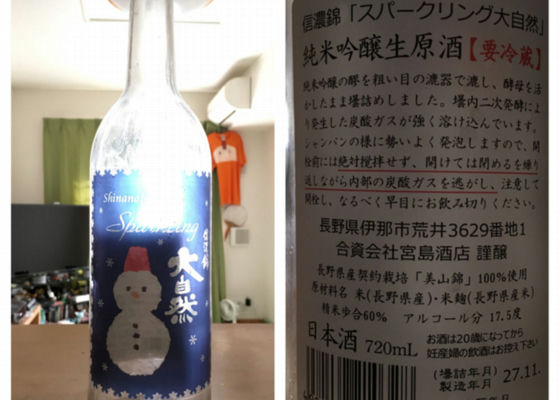 Shinano
Sparkling
信濃錦
大自然
信濃錦「スパークリング大自然」
純米吟醸生原酒【要冷蔵】
純米吟醸の醪を粗い目の漉器で漉し、酵母を活
かしたまま壜詰めしました。壜内二次発酵によ
り発生した炭酸ガスが強く溶け込んでいます。
シャンパンの様に勢いよく発泡しますので、開
栓前には絶対攪拌せず、開けては閉めるを繰り
返しながら内部の炭酸ガスを逃がし、注意して
開栓し、なるべく早目にお飲み切りください。
長野県伊那市荒井3629番地1
合資会社宮島酒店 謹醸
長野県産契約栽培「美山錦」100%使用
原材料名 米(長野県産)・米麹(長野県産米)
精米歩合60% アルコール分 17.5度
日本酒 720mL
お酒は20歳になってから
妊産婦の飲酒はお控え下さい
(壜詰年月)
製造年月 27.11.